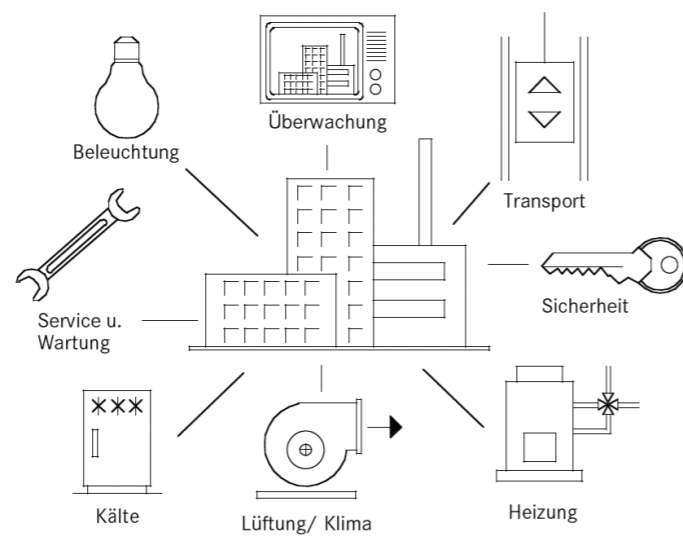 Überwachung
Beleuchtung
Transport
Sicherheit
Service u.
Wartung
Kälte
Lüftung/ Klima
Heizung